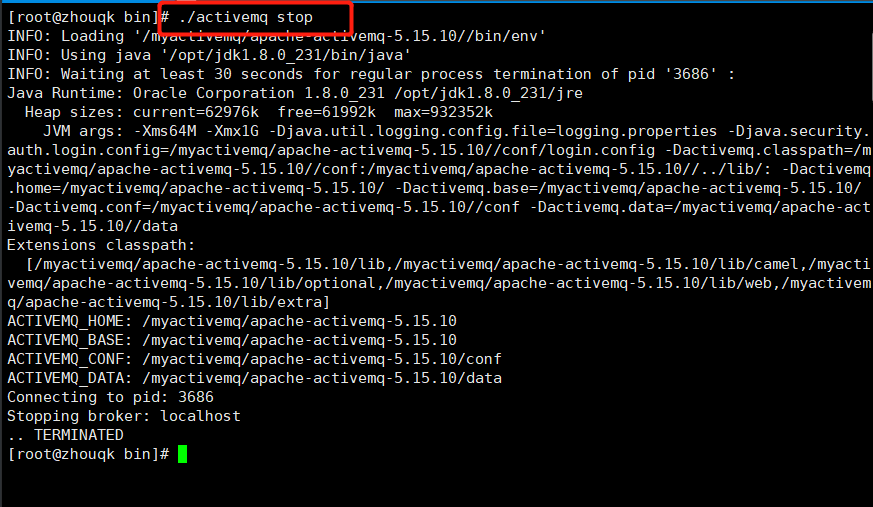 [root@zhouqk bin]# ./activemq stop
INFO: Loading '/myactivemq/apache-activemq-5.15.10//bin/env'
INFO: Using java '/opt/jdk1.8.0_231/bin/java'
INFO: Waiting at least 30 seconds for regular process termination of pid '3686' :
Java Runtime: Oracle Corporation 1.8.0_231 /opt/jdk1.8.0_231/jre
  Heap sizes: current=62976k  free=61992k  max=932352k
    JVM args: -Xms64M -Xmx1G -Djava.util.logging.config.file=logging.properties -Djava.security.
auth.login.config=/myactivemq/apache-activemq-5.15.10//conf/login.config -Dactivemq.classpath=/m
yactivemq/apache-activemq-5.15.10//conf:/myactivemq/apache-activemq-5.15.10//../lib/: -Dactivemq
.home=/myactivemq/apache-activemq-5.15.10/ -Dactivemq.base=/myactivemq/apache-activemq-5.15.10/
-Dactivemq.conf=/myactivemq/apache-activemq-5.15.10//conf -Dactivemq.data=/myactivemq/apache-act
ivemq-5.15.10//data
Extensions classpath:
  [/myactivemq/apache-activemq-5.15.10/lib,/myactivemq/apache-activemq-5.15.10/lib/camel,/myacti
vemq/apache-activemq-5.15.10/lib/optional,/myactivemq/apache-activemq-5.15.10/lib/web,/myactivem
q/apache-activemq-5.15.10/lib/extra]
ACTIVEMQ_HOME: /myactivemq/apache-activemq-5.15.10
ACTIVEMQ_BASE: /myactivemq/apache-activemq-5.15.10
ACTIVEMQ_CONF: /myactivemq/apache-activemq-5.15.10/conf
ACTIVEMQ_DATA: /myactivemq/apache-activemq-5.15.10/data
Connecting to pid: 3686
Stopping broker: localhost
.. TERMINATED
[root@zhouqk bin]#